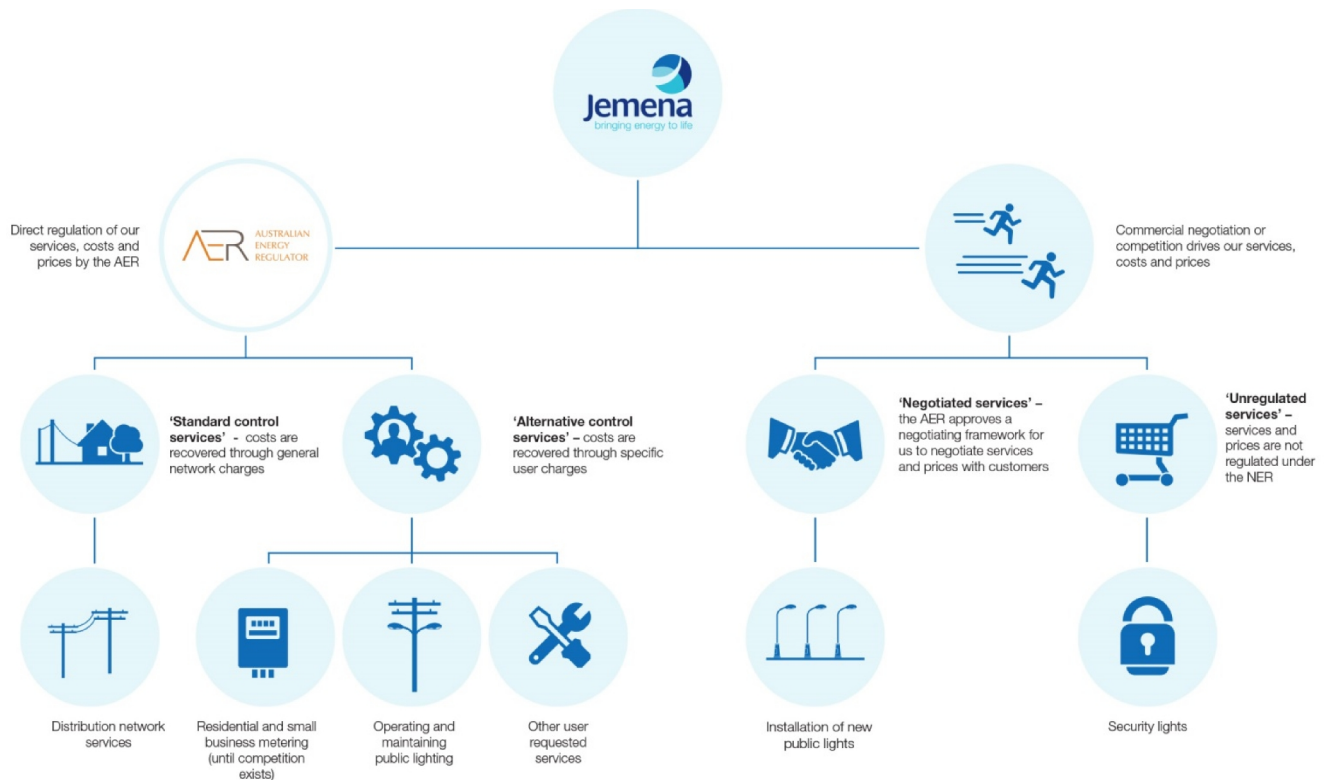 Jemena
bringing energy to life
Direct regulation of our
services, costs and
prices by the AER
AER
AUSTRALIAN
ENERGY
REGULATOR
Commercial negotiation or
competition drives our services,
costs and prices
‘Standard control
services’ - costs are
recovered through general
network charges
‘Alternative control
services’ – costs are
recovered through specific
user charges
‘Negotiated services’ –
the AER approves a
negotiating framework for
us to negotiate services
and prices with customers
‘Unregulated
services’ –
services and
prices are not
regulated under
the NER
Distribution network
services
Residential and small
business metering
(until competition
exists)
Operating and
maintaining
public lighting
Other user
requested
services
Installation of new
public lights
Security lights